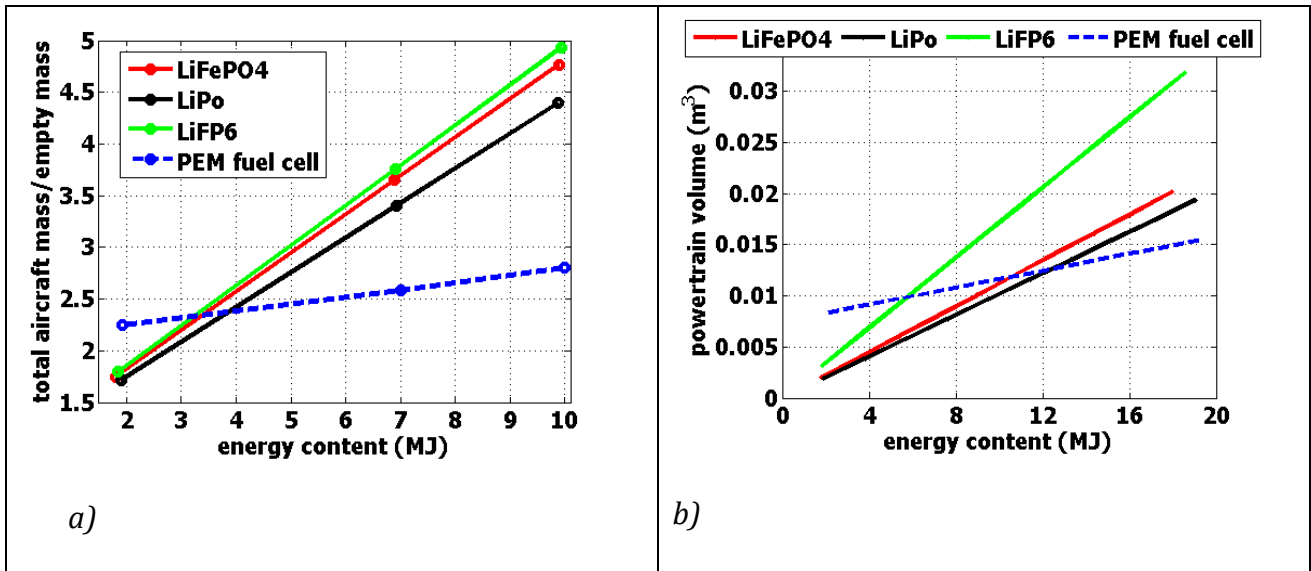 total aircraft mass/empty mass
5
4.5
4
3.5
3
2.5
2
1.5
LiFePO4
LiPo
LiFP6
PEM fuel cell
2 3 4 5 6 7 8 9 10
energy content (MJ)
a)
LiFePO4 LiPo LiFP6 PEM fuel cell
powertrain volume (m³)
0.03
0.025
0.02
0.015
0.01
0.005
0
0 4 8 12 16 20
energy content (MJ)
b)